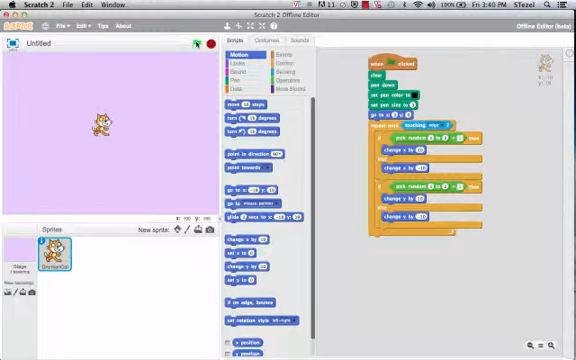 Scratch 2 File Edit Windows
Fri 3:40 PM STezel
Scratch 2 Offline Editor
SCRATCH File Edit Tips About
Offline Editor (beta)
Untitled
Scripts Costumes Sounds
Motion Events
Looks Control
Sound Sensing
Pen Operators
Data More Blocks
move 10 steps
turn 15 degrees
turn 15 degrees
point in direction 90
point towards
go to x: y:
go to mouse-pointer
glide 1 secs to x: y:
change x by 10
set x to 0
change y by 10
set y to 0
if on edge, bounce
set rotation style left-right
x position
y position
when clicked
clear
pen down
set pen color to
set pen size to
go to x: y:
repeat until touching edge ?
if pick random 1 to 2 = 1 then
change x by
else
change x by
if pick random 1 to 2 = 1 then
change y by
else
change y by
Sprites New sprite:
Stage
1 backdrop
New backdrop: